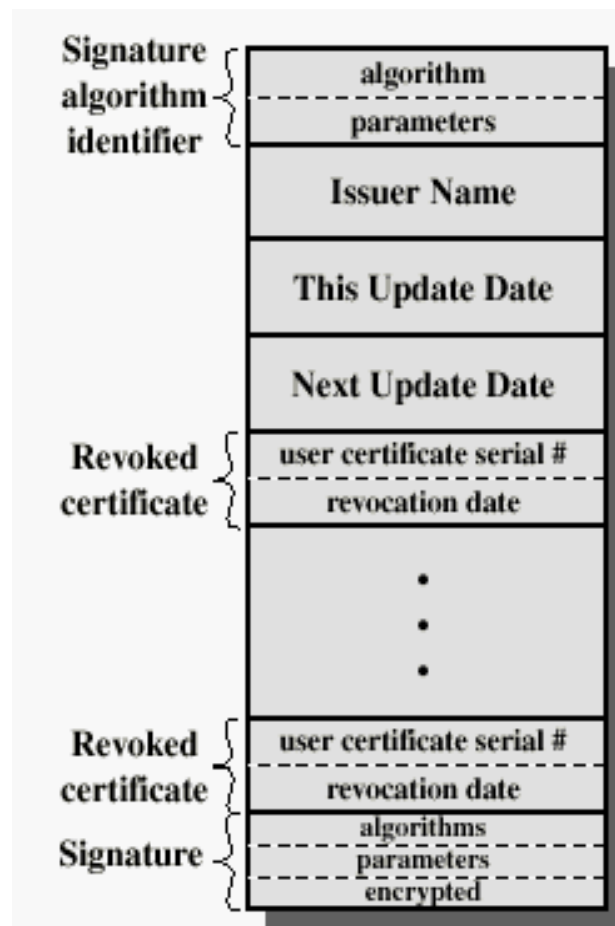 Signature
algorithm
identifier
algorithm
parameters
Issuer Name
This Update Date
Next Update Date
Revoked
certificate
user certificate serial #
revocation date
Revoked
certificate
user certificate serial #
revocation date
Signature
algorithms
parameters
encrypted